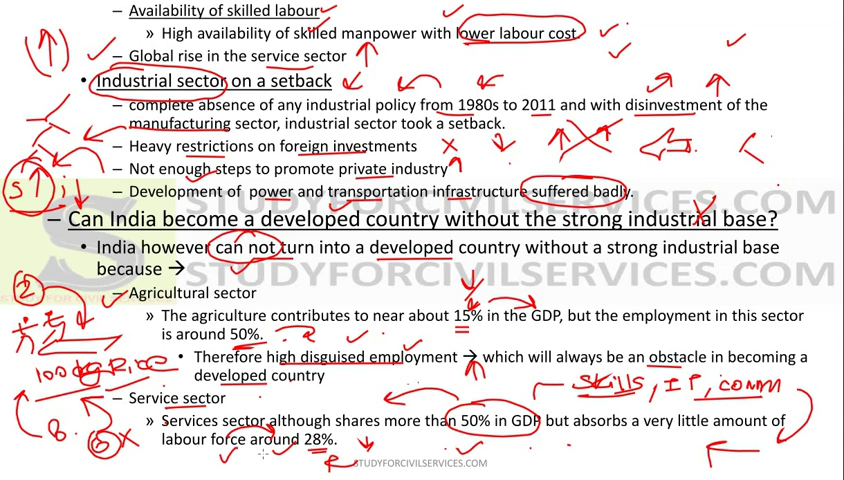 – Availability of skilled labour
» High availability of skilled manpower with lower labour cost
– Global rise in the service sector
• Industrial sector on a setback
– complete absence of any industrial policy from 1980s to 2011 and with disinvestment of the
manufacturing sector, industrial sector took a setback.
– Heavy restrictions on foreign investments
– Not enough steps to promote private industry
– Development of power and transportation infrastructure suffered badly.
S i
STUDYFORCIVILSERVICES.COM
– Can India become a developed country without the strong industrial base?
• India however can not turn into a developed country without a strong industrial base
because →
STUDYFORCIVILSERVICES.COM
2
– Agricultural sector
» The agriculture contributes to near about 15% in the GDP, but the employment in this sector
is around 50%.
• Therefore high disguised employment → which will always be an obstacle in becoming a
developed country
100kg Rice
Skills, IP, comm
– Service sector
» Services sector although shares more than 50% in GDP but absorbs a very little amount of
labour force around 28%.
8. 5
STUDYFORCIVILSERVICES.COM